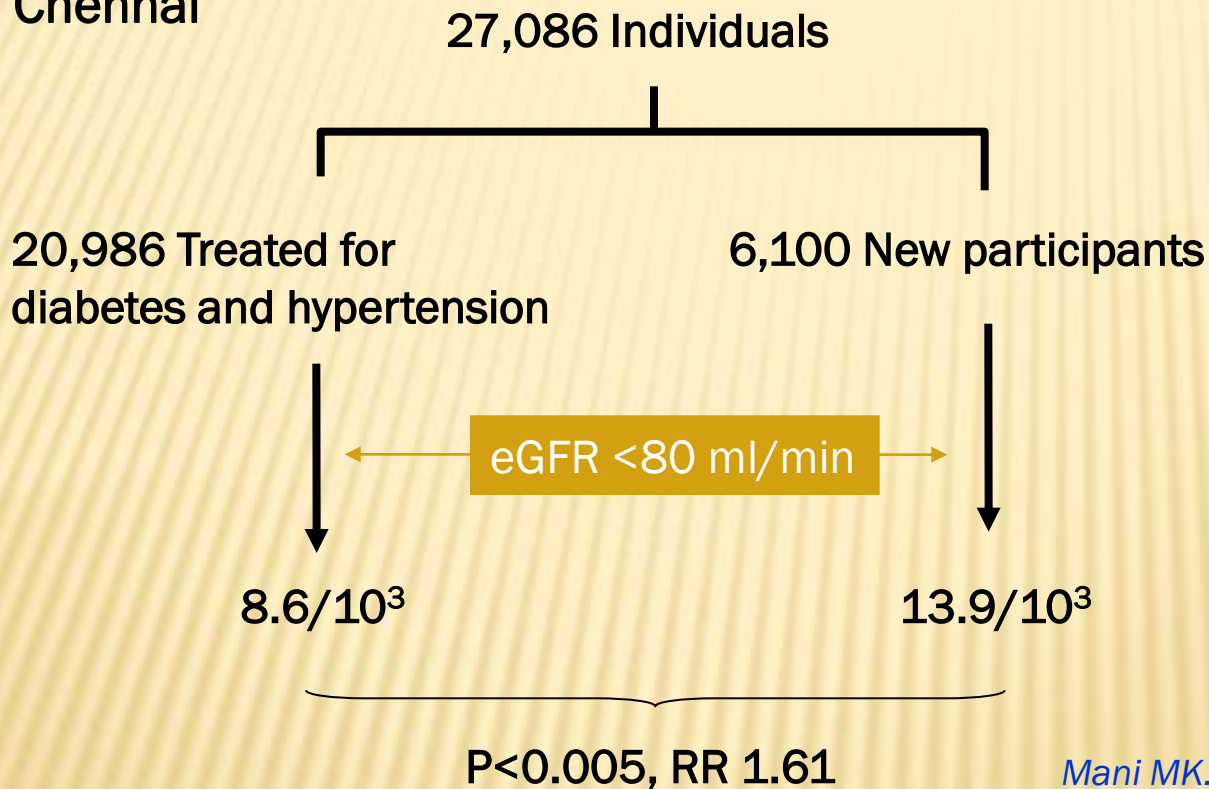 Chennai
27,086 Individuals
20,986 Treated for
diabetes and hypertension
6,100 New participants
eGFR <80 ml/min
8.6/10³
13.9/10³
P<0.005, RR 1.61
Mani MK.